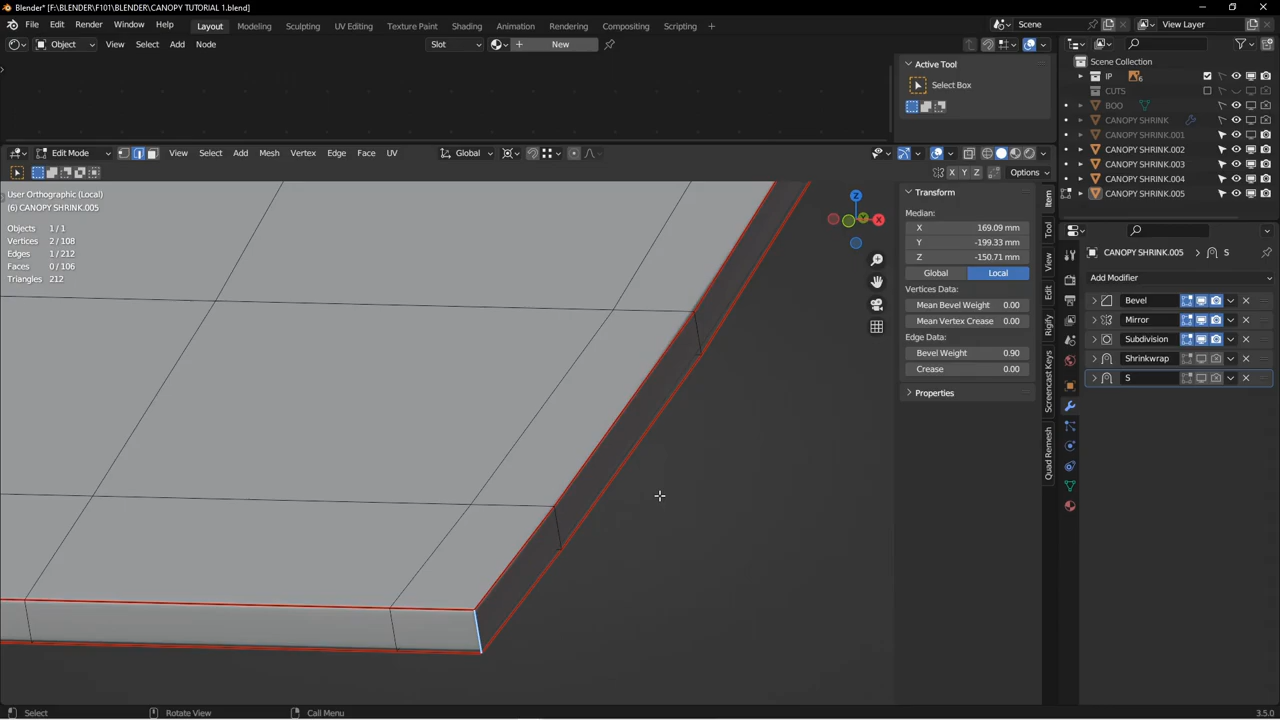 Blender* [F:\F101\BLENDER\CANOPY TUTORIAL 1.blend]
File Edit Render Window Help Layout Modeling Sculpting UV Editing Texture Paint Shading Animation Rendering Compositing Scripting Scene View Layer
Object View Select Add Node Slot New
Active Tool
Select Box
Scene Collection
IP 6
CUTS
BOO
CANOPY SHRINK
CANOPY SHRINK.001
CANOPY SHRINK.002
CANOPY SHRINK.003
CANOPY SHRINK.004
CANOPY SHRINK.005
Edit Mode View Select Add Mesh Vertex Edge Face UV Global
X Y Z Options
User Orthographic (Local)
(6) CANOPY SHRINK.005
Objects 1/1
Vertices 2/108
Edges 1/212
Faces 0/106
Triangles 212
Z
Y
X
Transform
Median:
X 169.09 mm
Y -199.33 mm
Z -150.71 mm
Global Local
Vertices Data:
Mean Bevel Weight 0.00
Mean Vertex Crease 0.00
Edge Data:
Bevel Weight 0.90
Crease 0.00
Properties
Item
Tool
View
Edit
Rigify
Screencast Keys
Quad Remesh
CANOPY SHRINK.005 S
Add Modifier
Bevel
Mirror
Subdivision
Shrinkwrap
S
Select Rotate View Call Menu 3.5.0